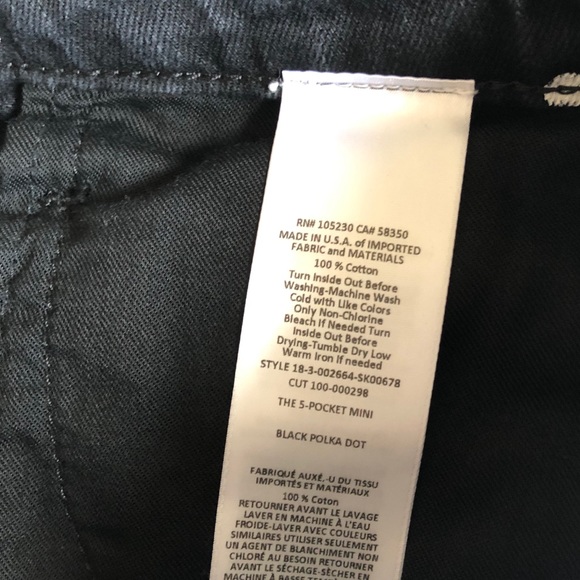 RN# 105230 CA# 58350
MADE IN U.S.A. of IMPORTED
FABRIC and MATERIALS
100 % Cotton
Turn Inside Out Before
Washing-Machine Wash
Cold with Like Colors
Only Non-Chlorine
Bleach If Needed Turn
Inside Out Before
Drying-Tumble Dry Low
Warm Iron if needed
STYLE 18-3-002664-SK00678
CUT 100-000298
THE 5-POCKET MINI
BLACK POLKA DOT
FABRIQUÉ AUXÉ.-U DU TISSU
IMPORTÉS ET MATÉRIAUX
100 % Coton
RETOURNER AVANT LE LAVAGE
LAVER EN MACHINE À L'EAU
FROIDE-LAVER AVEC COULEURS
SIMILAIRES UTILISER SEULEMENT
UN AGENT DE BLANCHIMENT NON
CHLORÉ AU BESOIN RETOURNER
AVANT LE SÉCHAGE-SÉCHER EN
MACHINE À BASSE